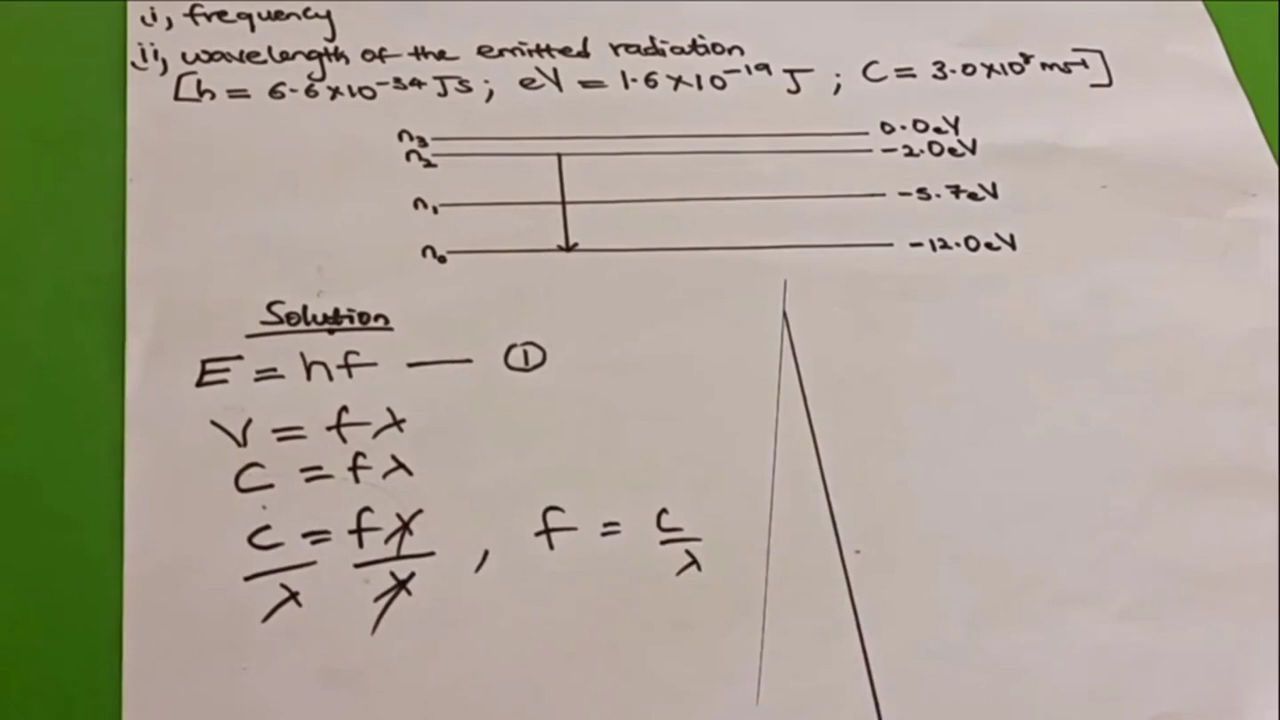 i, frequency
ii, wavelength of the emitted radiation
[h = 6.6×10⁻³⁴JS; eV = 1.6×10⁻¹⁹ J ; C = 3.0×10⁸ ms⁻¹]
n₃ 0.0eV
n₂ -2.0eV
n₁ -5.7eV
n₀ -12.0eV
Solution
E = hf — ①
V = fλ
C = fλ
C/λ = fλ/λ , f = C/λ